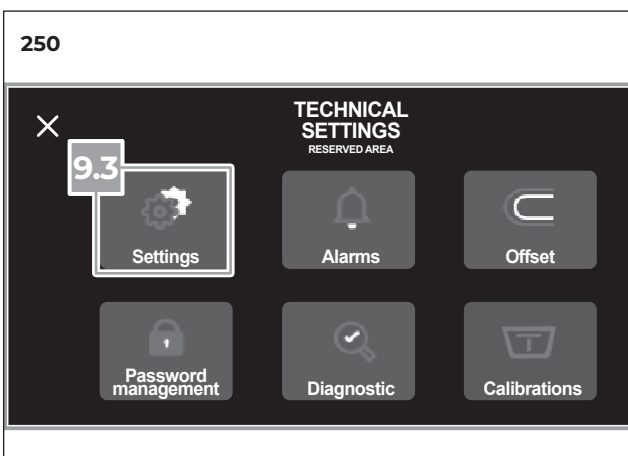 250
TECHNICAL
SETTINGS
RESERVED AREA
9.3
Settings
Alarms
Offset
Password
management
Diagnostic
Calibrations